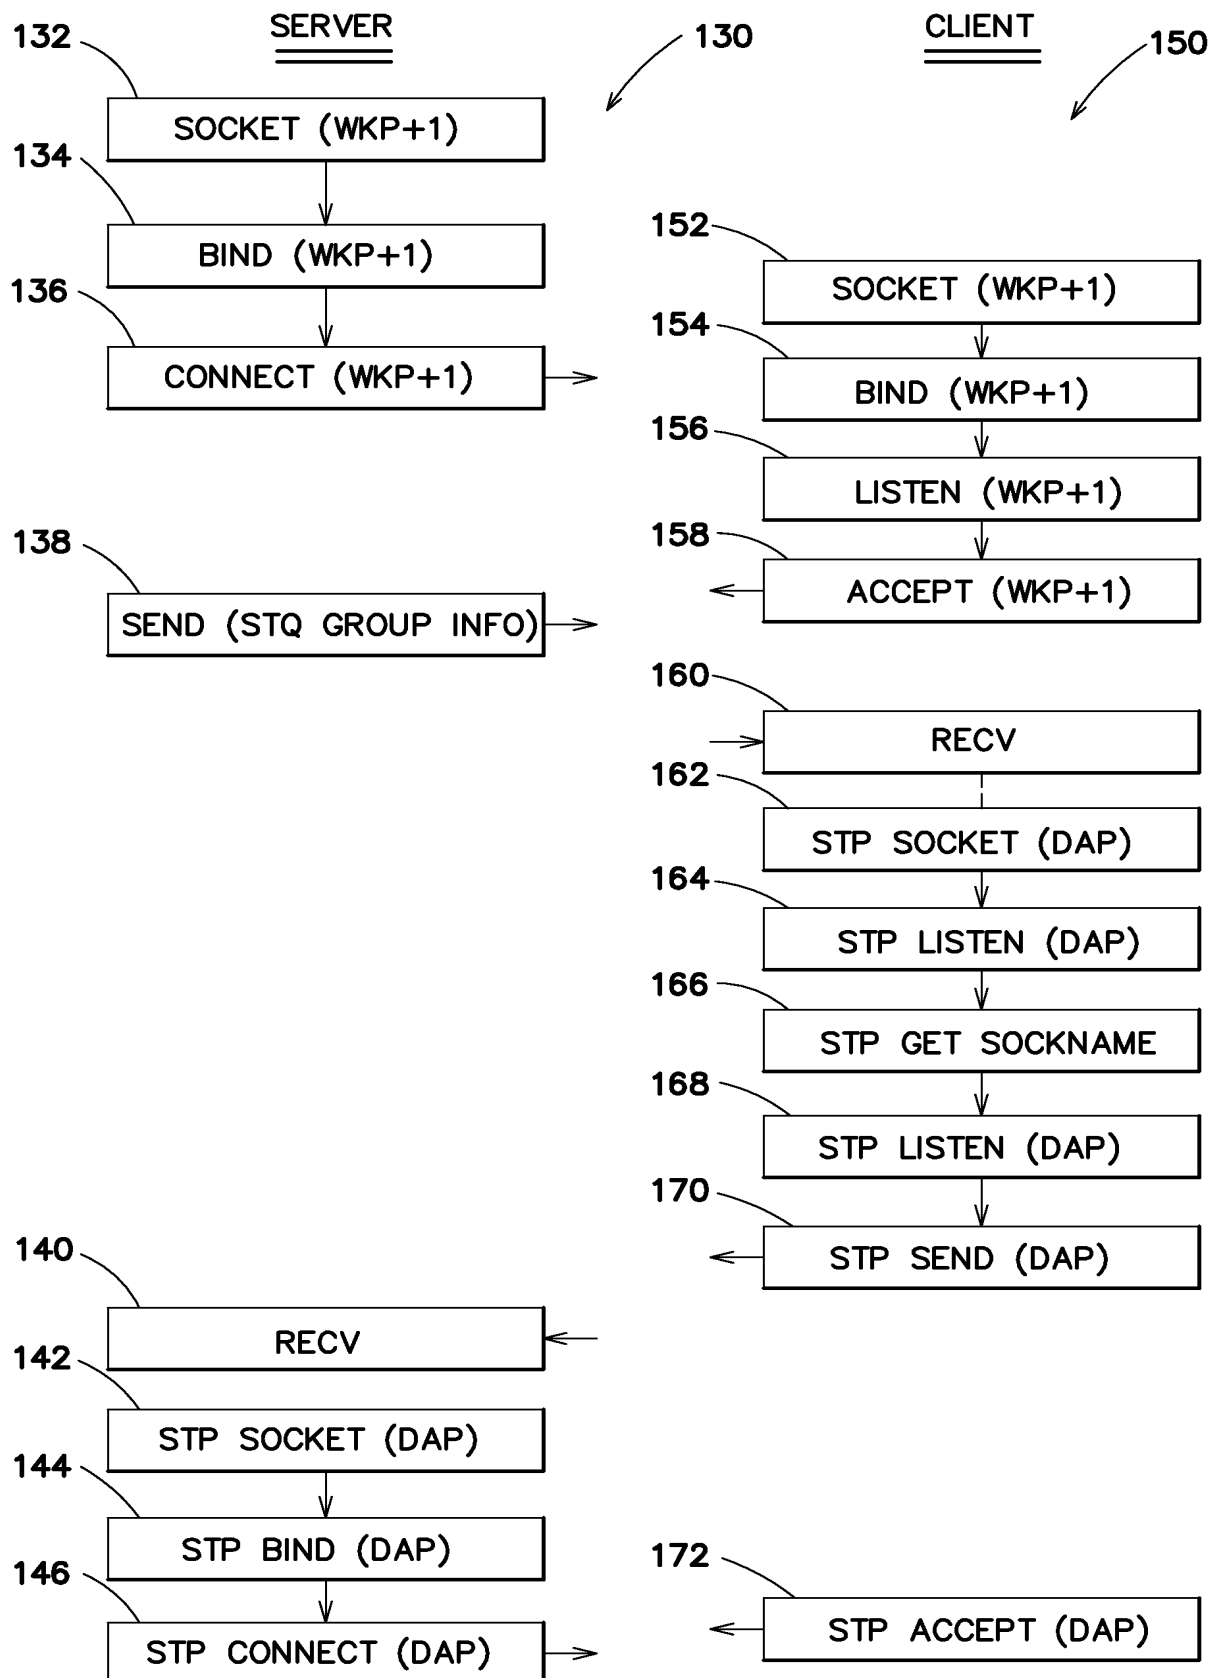 SERVER
CLIENT
132
130
150
SOCKET (WKP+1)
134
BIND (WKP+1)
152
136
SOCKET (WKP+1)
CONNECT (WKP+1)
154
BIND (WKP+1)
156
LISTEN (WKP+1)
138
158
ACCEPT (WKP+1)
SEND (STQ GROUP INFO)
160
RECV
162
STP SOCKET (DAP)
164
STP LISTEN (DAP)
166
STP GET SOCKNAME
168
STP LISTEN (DAP)
170
140
STP SEND (DAP)
RECV
142
STP SOCKET (DAP)
144
STP BIND (DAP)
146
172
STP ACCEPT (DAP)
STP CONNECT (DAP)